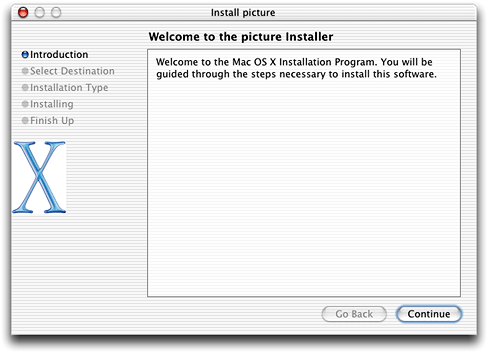 Install picture
Welcome to the picture Installer
Introduction
Select Destination
Installation Type
Installing
Finish Up
Welcome to the Mac OS X Installation Program. You will be
guided through the steps necessary to install this software.
X
Go Back
Continue